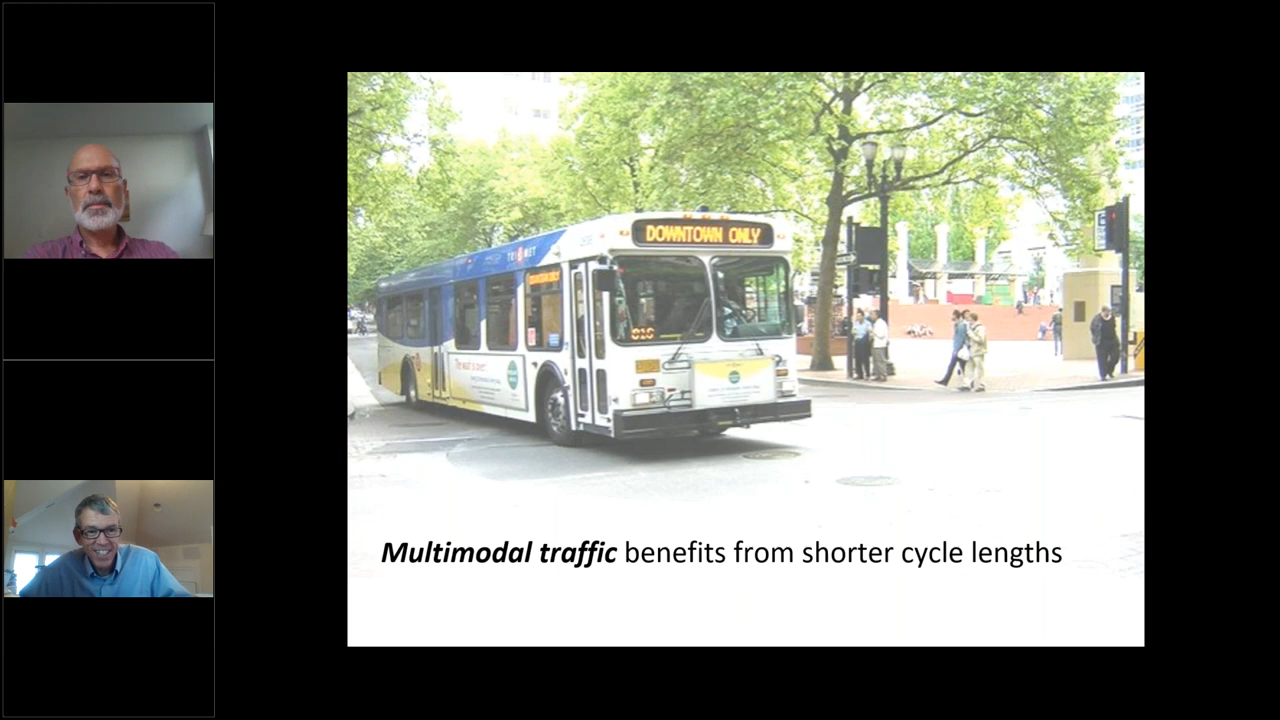 DOWNTOWN ONLY
TRI MET
Multimodal traffic benefits from shorter cycle lengths